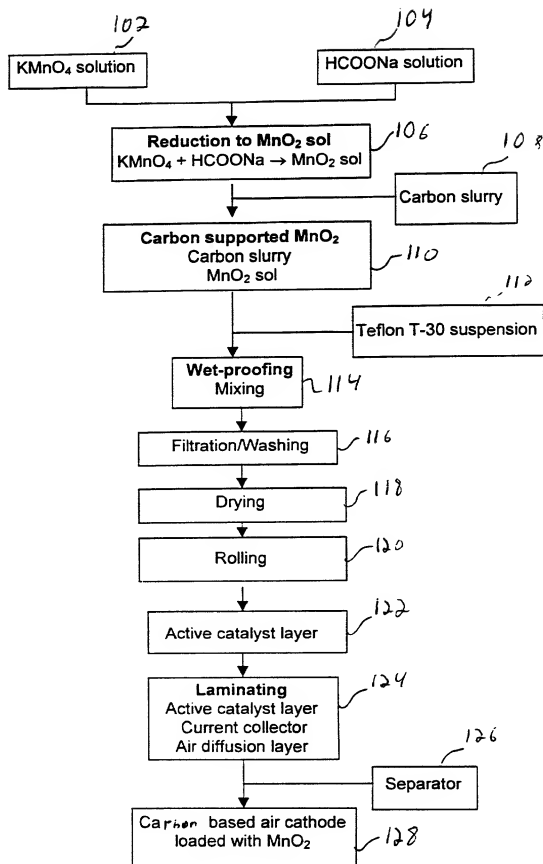 102
104
KMnO₄ solution
HCOONa solution
Reduction to MnO₂ sol
KMnO₄ + HCOONa → MnO₂ sol
106
108
Carbon slurry
Carbon supported MnO₂
Carbon slurry
MnO₂ sol
110
112
Teflon T-30 suspension
Wet-proofing
Mixing
114
Filtration/Washing
116
Drying
118
Rolling
120
Active catalyst layer
122
Laminating
Active catalyst layer
Current collector
Air diffusion layer
124
126
Separator
Carbon based air cathode
loaded with MnO₂
128